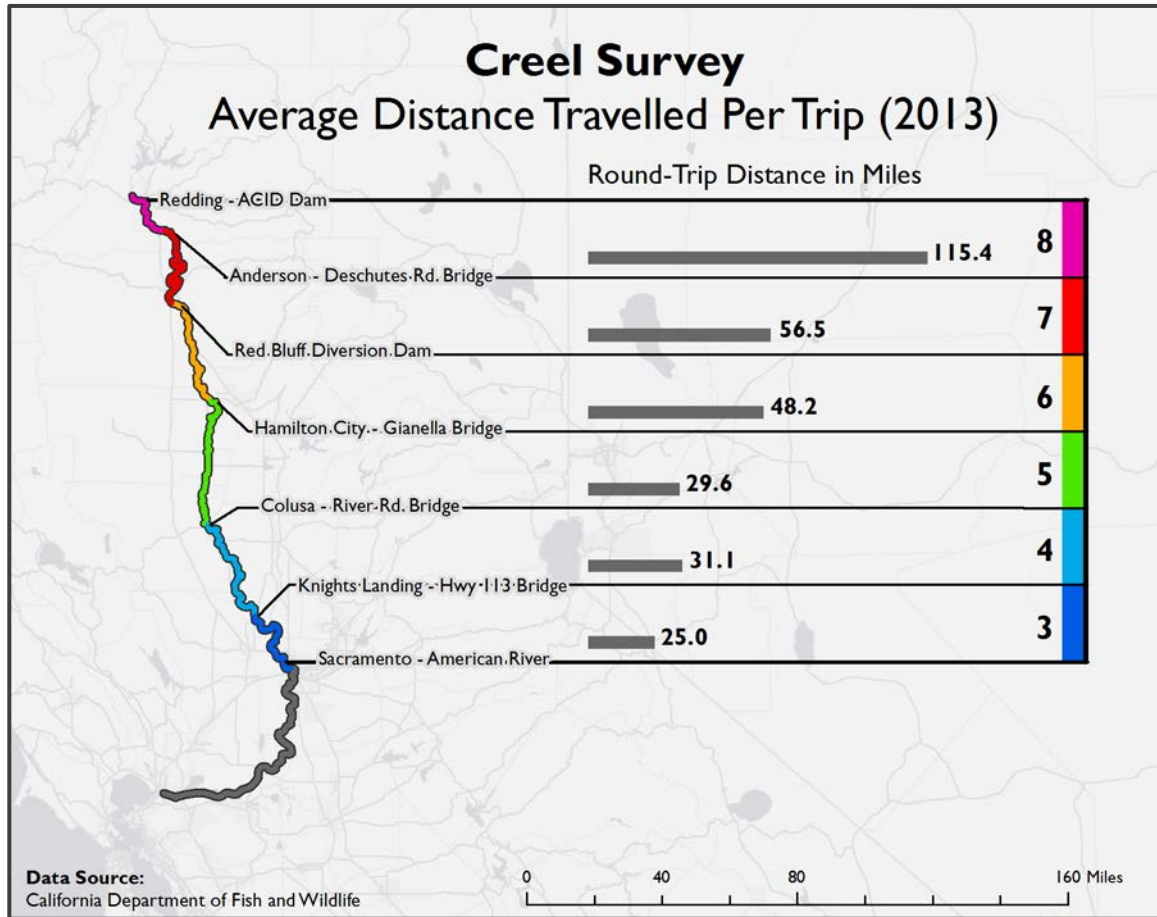 Creel Survey
Average Distance Travelled Per Trip (2013)
Round-Trip Distance in Miles
Redding - ACID Dam
115.4
8
Anderson - Deschutes Rd. Bridge
56.5
7
Red Bluff Diversion Dam
48.2
6
Hamilton City - Gianella Bridge
29.6
5
Colusa - River Rd. Bridge
31.1
4
Knights Landing - Hwy 113 Bridge
25.0
3
Sacramento - American River
Data Source:
California Department of Fish and Wildlife
0 40 80 160 Miles